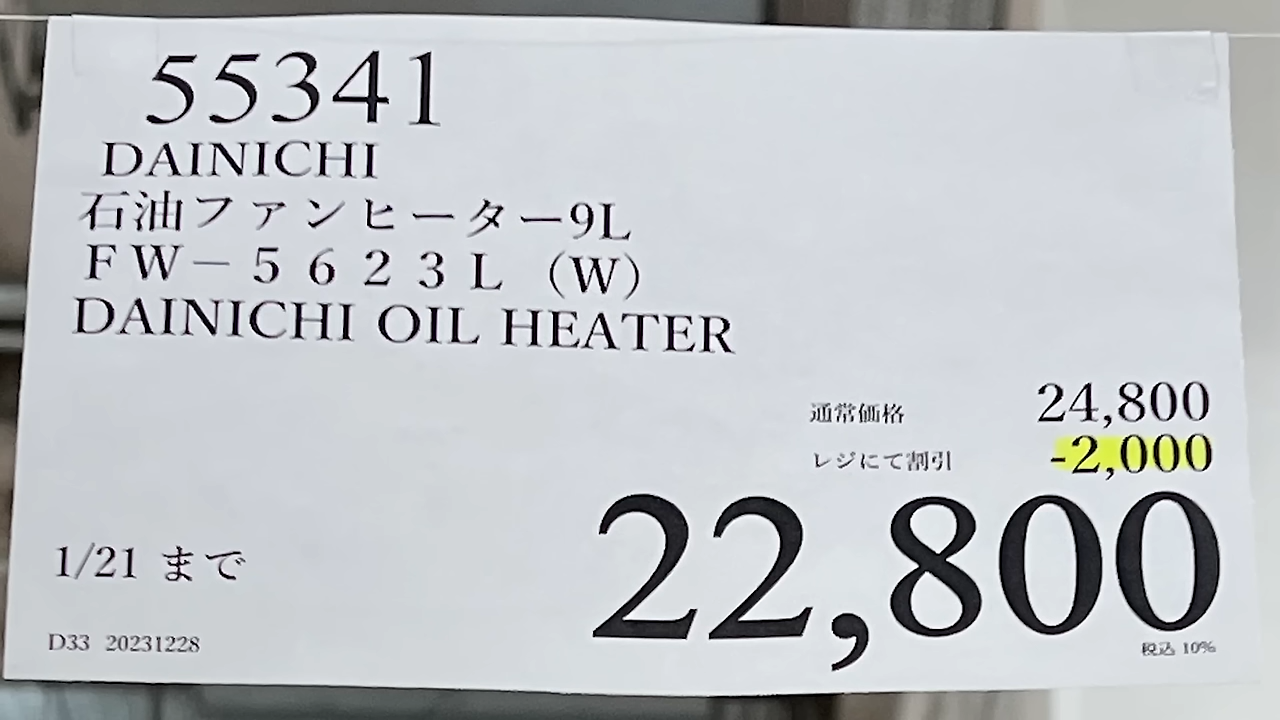 55341
DAINICHI
石油ファンヒーター9L
ＦＷ－５６２３Ｌ（W）
DAINICHI OIL HEATER
通常価格 24,800
レジにて割引 -2,000
22,800
1/21 まで
税込 10%
D33 20231228